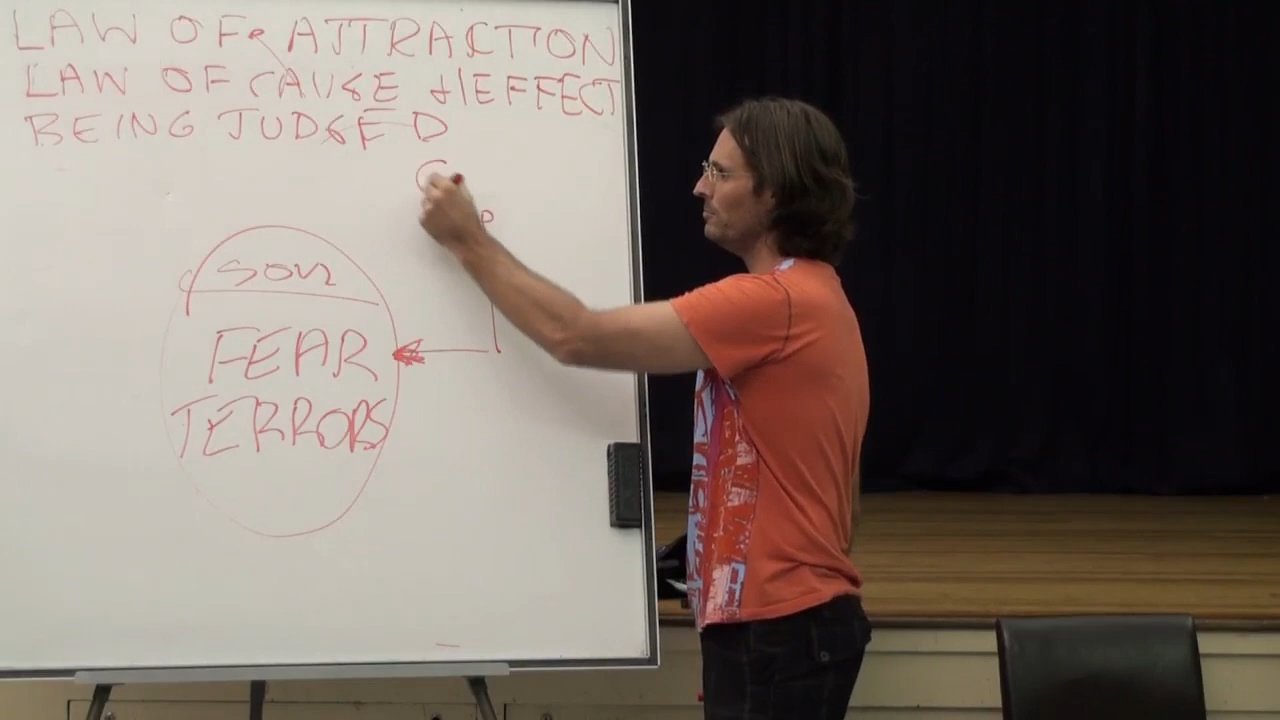 LAW OF ATTRACTION
LAW OF CAUSE + EFFECT
BEING JUDGED
SOUL
FEAR
TERRORS